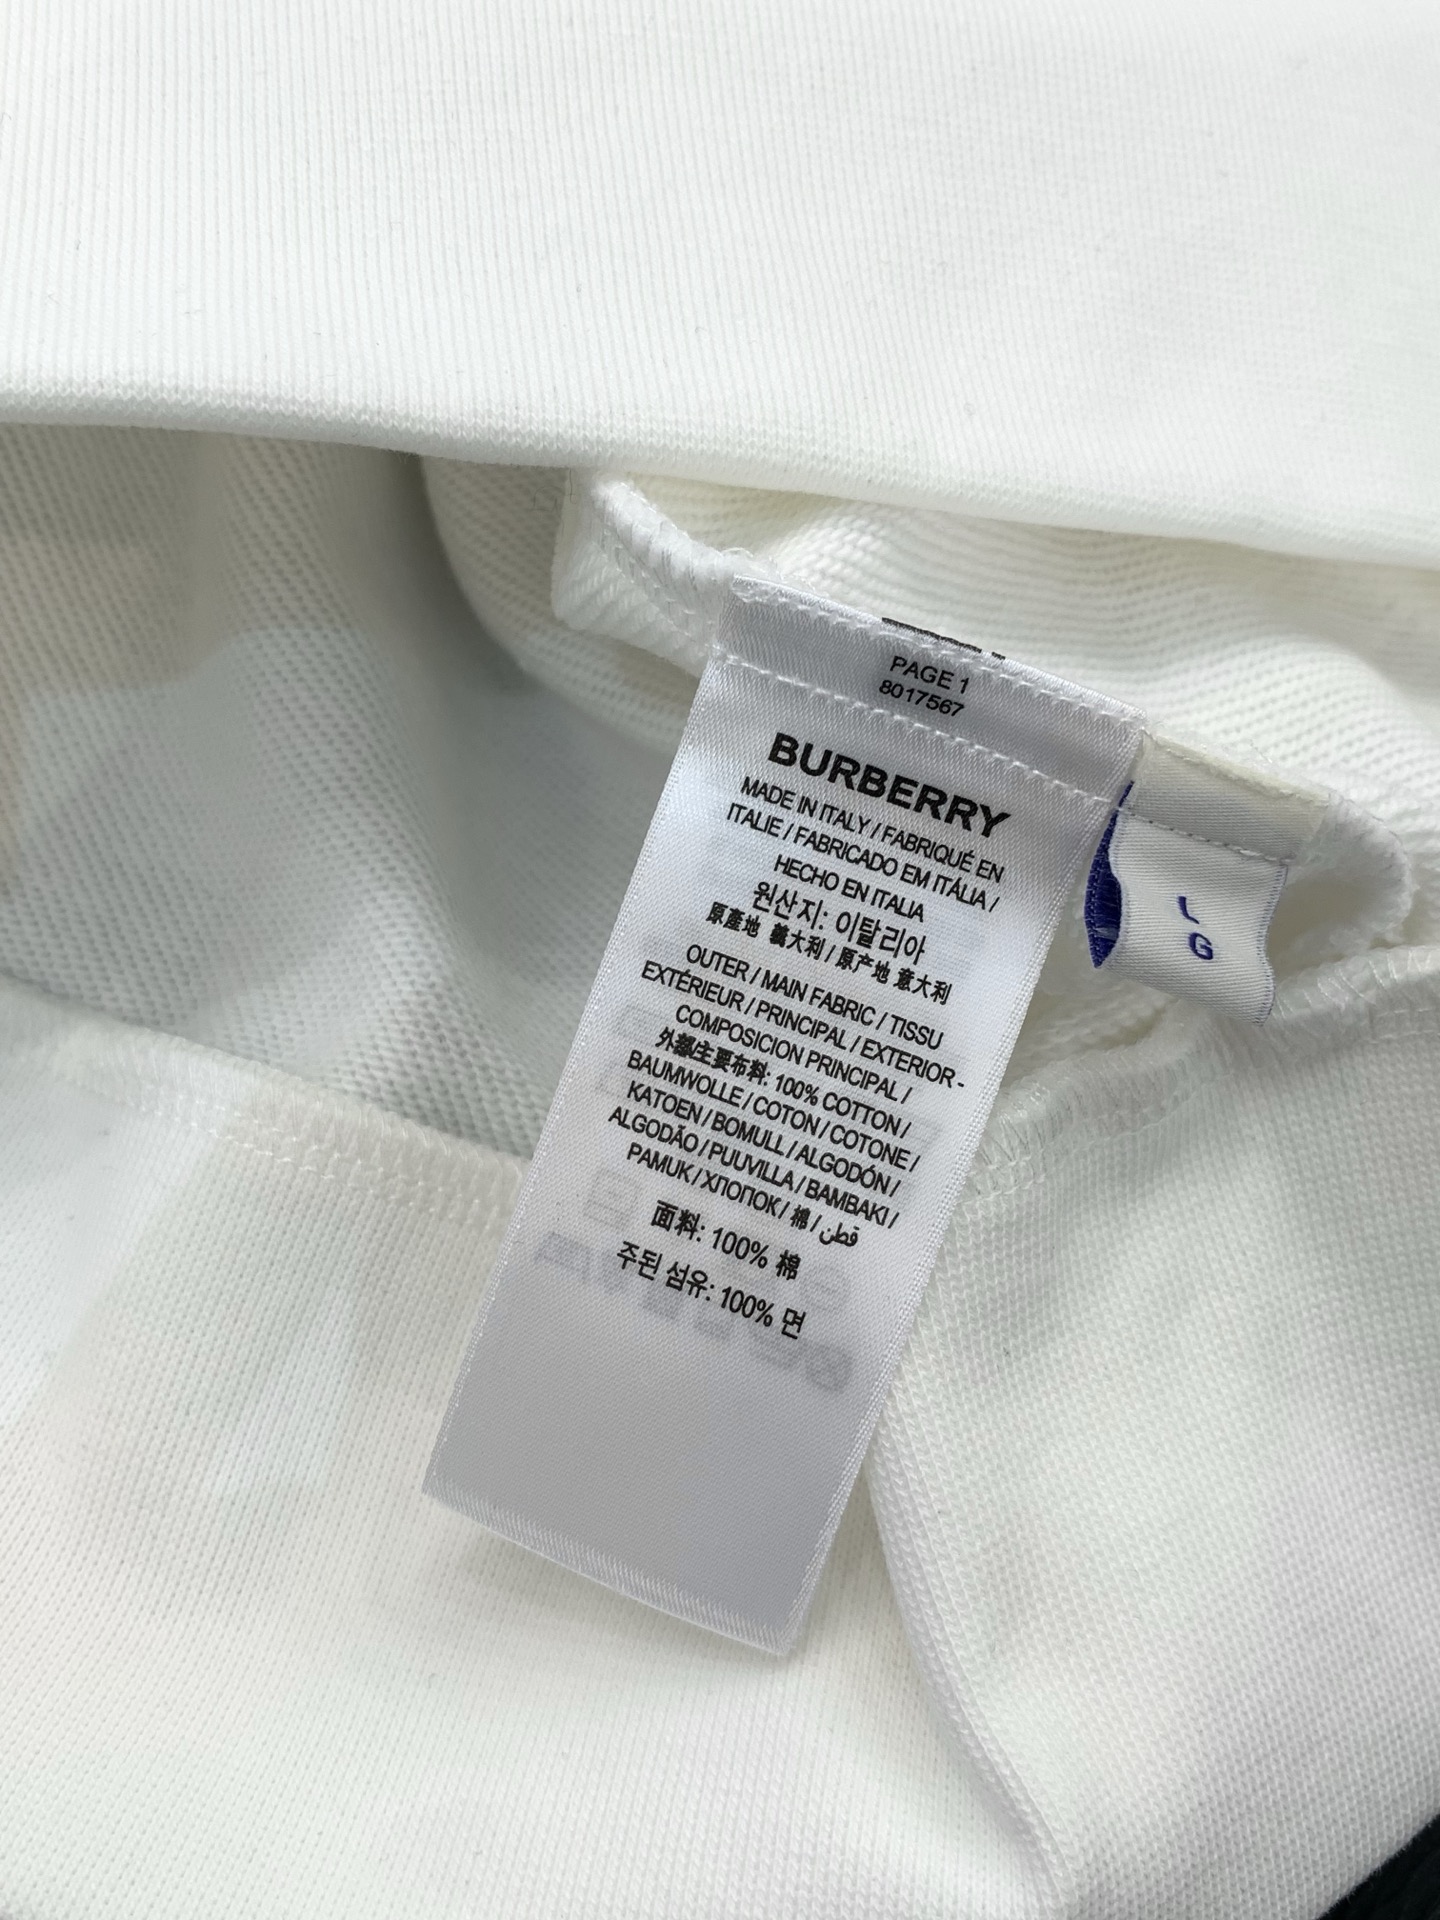 PAGE 1
8017567
BURBERRY
MADE IN ITALY / FABRIQUÉ EN
ITALIE / FABRICADO EM ITÁLIA /
HECHO EN ITALIA
원산지: 이탈리아
原產地 義大利 / 原产地 意大利
OUTER / MAIN FABRIC / TISSU
EXTÉRIEUR / PRINCIPAL / EXTERIOR -
COMPOSICION PRINCIPAL /
外部/主要布料: 100% COTTON /
BAUMWOLLE / COTON / COTONE /
KATOEN / BOMULL / ALGODÓN /
ALGODÃO / PUUVILLA / BAMBAKI /
PAMUK / ХЛОПОК / 棉 / قطن
面料: 100% 棉
주된 섬유: 100% 면
L
G